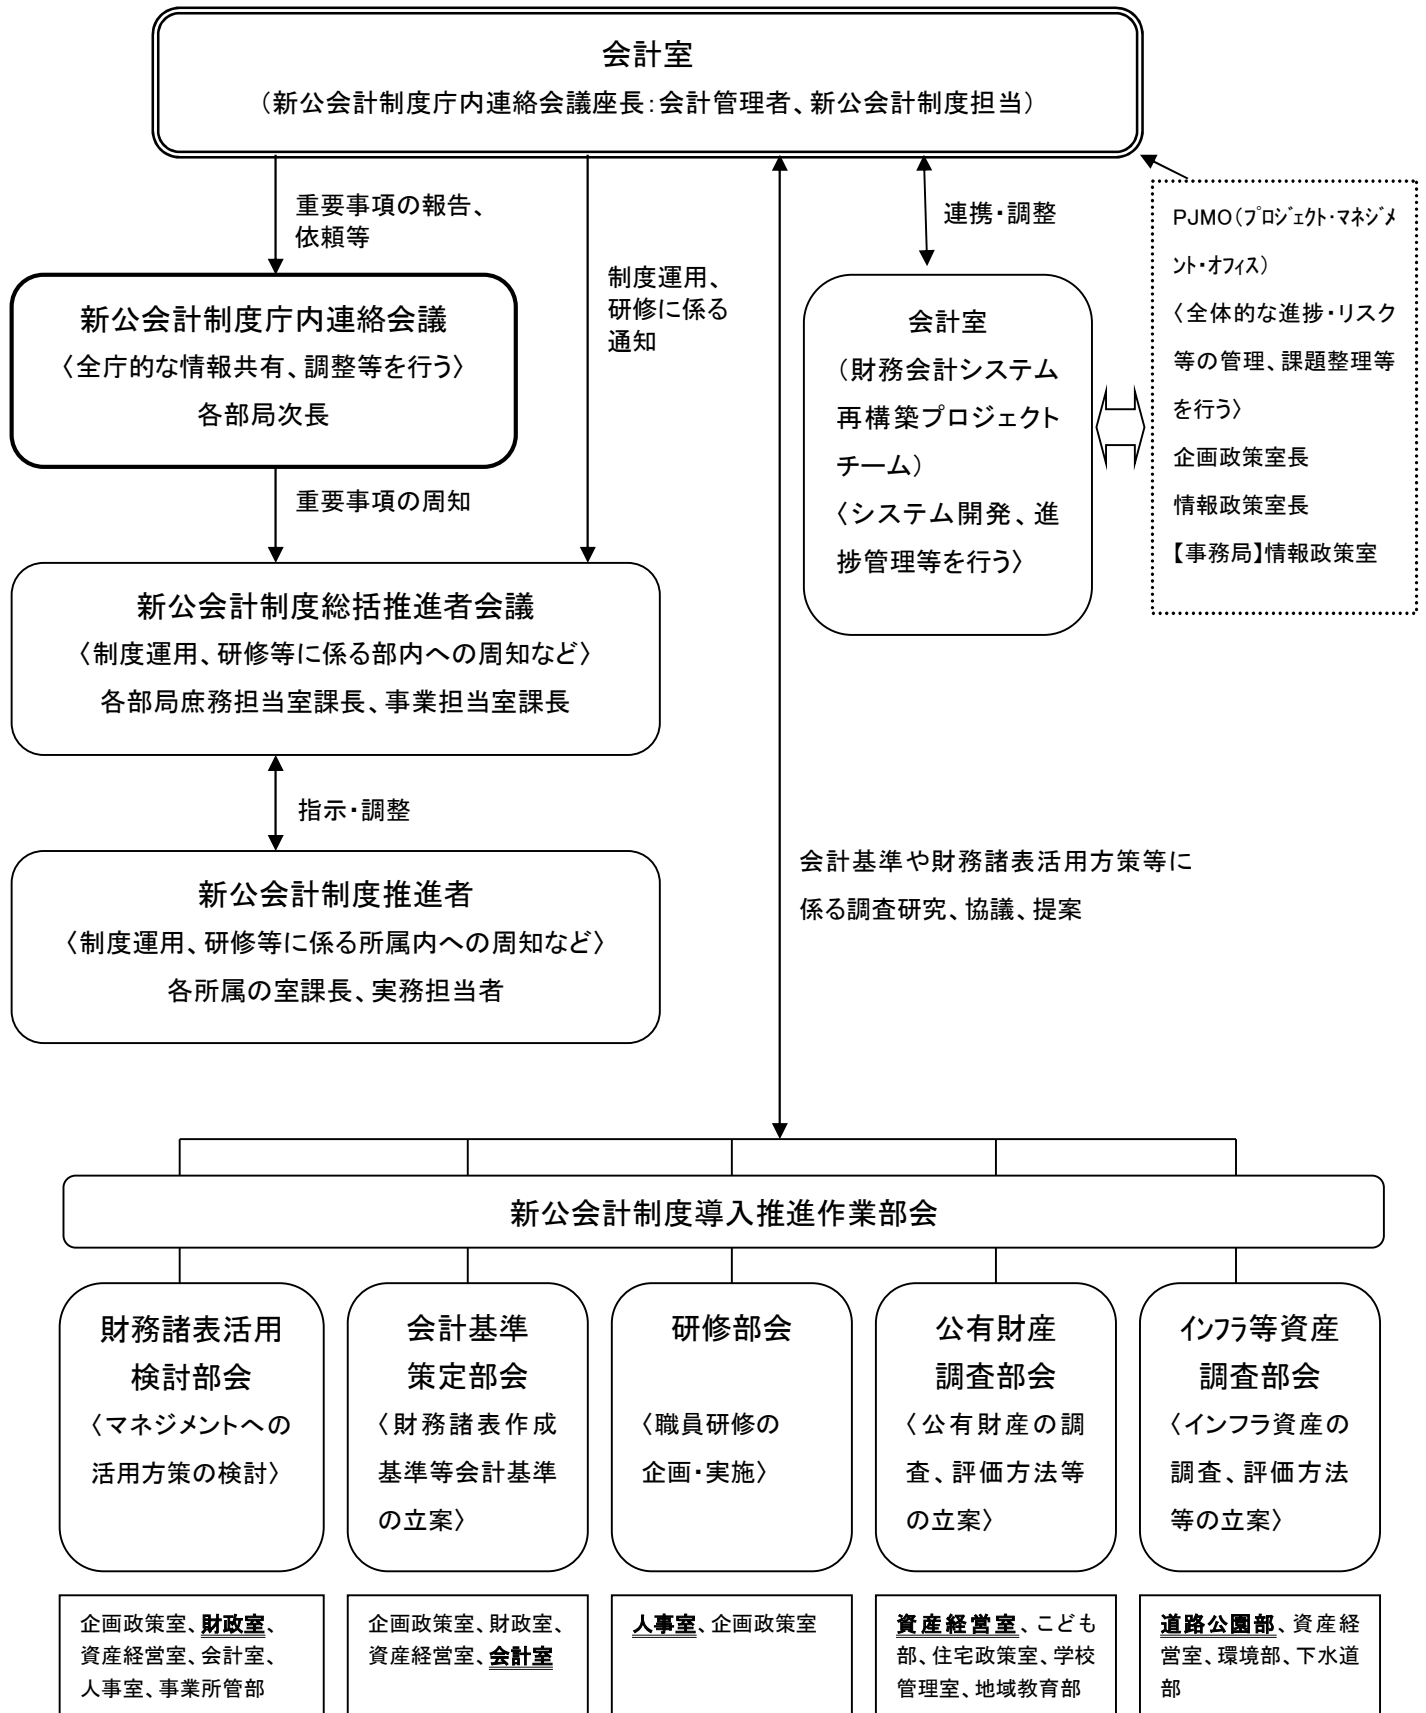 会計室
（新公会計制度庁内連絡会議座長：会計管理者、新公会計制度担当）
重要事項の報告、
依頼等
制度運用、
研修に係る
通知
連携・調整
PJMO（ﾌﾟﾛｼﾞｪｸﾄ・ﾏﾈｼﾞﾒ
ﾝﾄ・ｵﾌｨｽ）
〈全体的な進捗・リスク
等の管理、課題整理等
を行う〉
企画政策室長
情報政策室長
【事務局】情報政策室
新公会計制度庁内連絡会議
〈全庁的な情報共有、調整等を行う〉
各部局次長
会計室
（財務会計システム
再構築プロジェクト
チーム）
〈システム開発、進
捗管理等を行う〉
重要事項の周知
新公会計制度総括推進者会議
〈制度運用、研修等に係る部内への周知など〉
各部局庶務担当室課長、事業担当室課長
指示・調整
新公会計制度推進者
〈制度運用、研修等に係る所属内への周知など〉
各所属の室課長、実務担当者
会計基準や財務諸表活用方策等に
係る調査研究、協議、提案
新公会計制度導入推進作業部会
財務諸表活用
検討部会
〈マネジメントへの
活用方策の検討〉
会計基準
策定部会
〈財務諸表作成
基準等会計基準
の立案〉
研修部会
〈職員研修の
企画・実施〉
公有財産
調査部会
〈公有財産の調
査、評価方法等
の立案〉
ｲﾝﾌﾗ等資産
調査部会
〈インフラ資産の
調査、評価方法
等の立案〉
企画政策室、財政室、
資産経営室、会計室、
人事室、事業所管部
企画政策室、財政室、
資産経営室、会計室
人事室、企画政策室
資産経営室、こども
部、住宅政策室、学校
管理室、地域教育部
道路公園部、資産経
営室、環境部、下水道
部